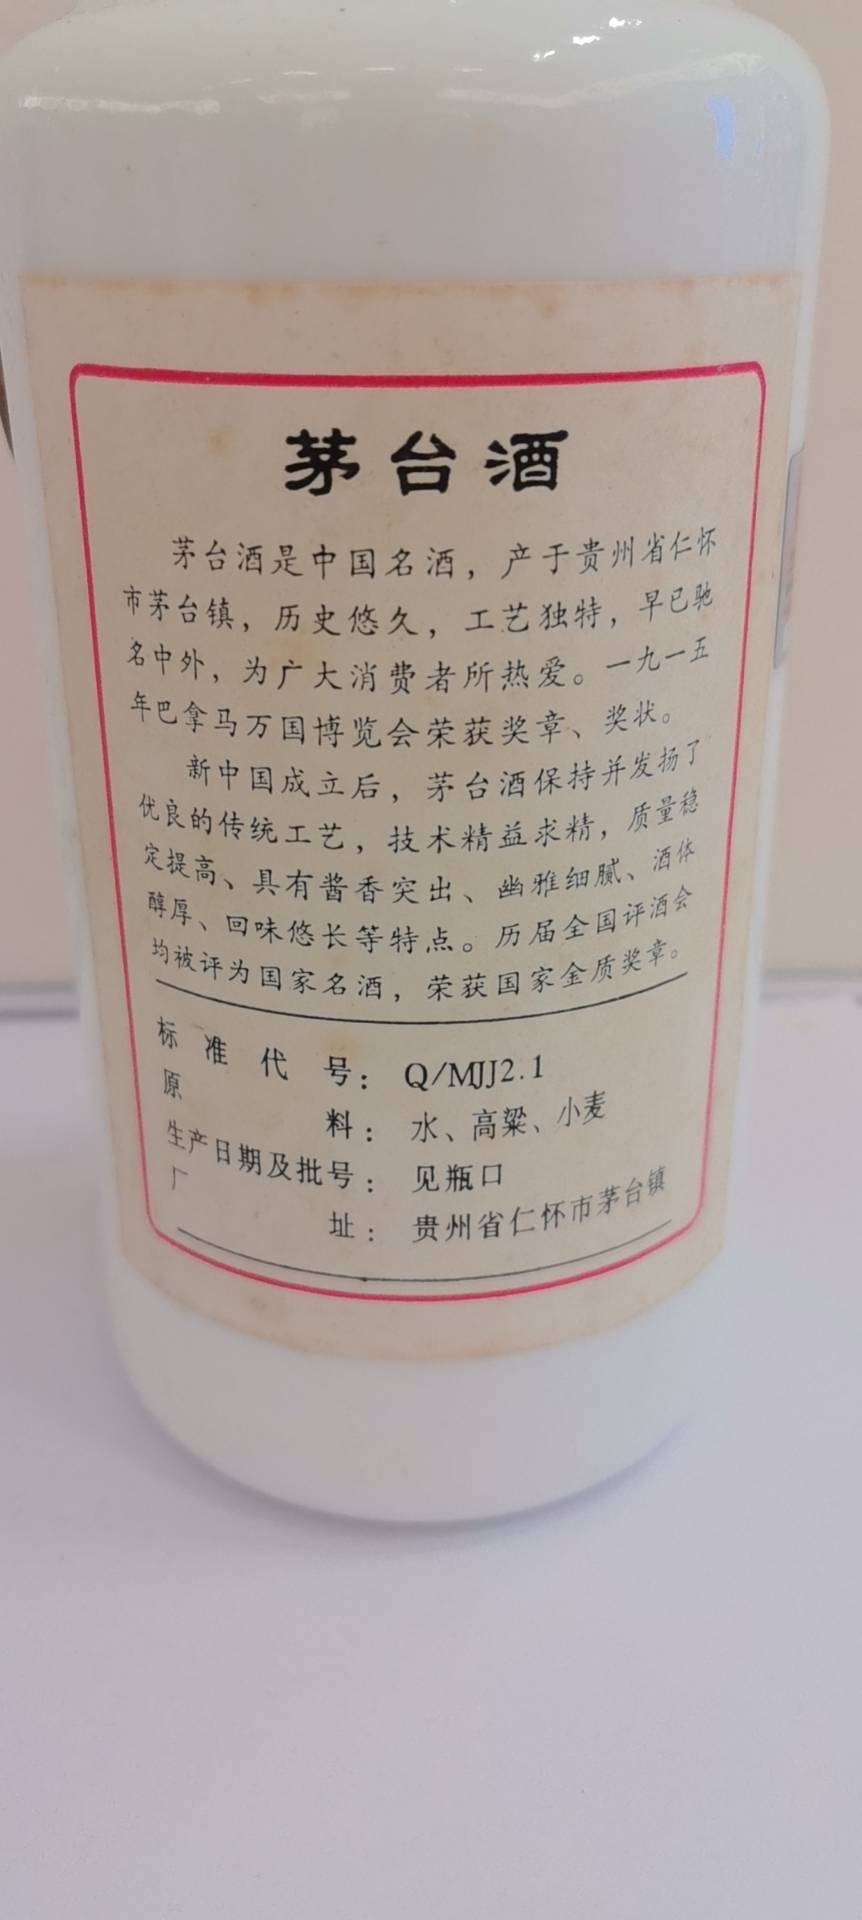 茅台酒
茅台酒是中国名酒，产于贵州省仁怀
市茅台镇，历史悠久，工艺独特，早已驰
名中外，为广大消费者所热爱。一九一五
年巴拿马万国博览会荣获奖章、奖状。
新中国成立后，茅台酒保持并发扬了
优良的传统工艺，技术精益求精，质量稳
定提高、具有酱香突出、幽雅细腻、酒体
醇厚、回味悠长等特点。历届全国评酒会
均被评为国家名酒，荣获国家金质奖章。
标准代号：Q/MJJ2.1
原料：水、高粱、小麦
生产日期及批号：见瓶口
厂址：贵州省仁怀市茅台镇